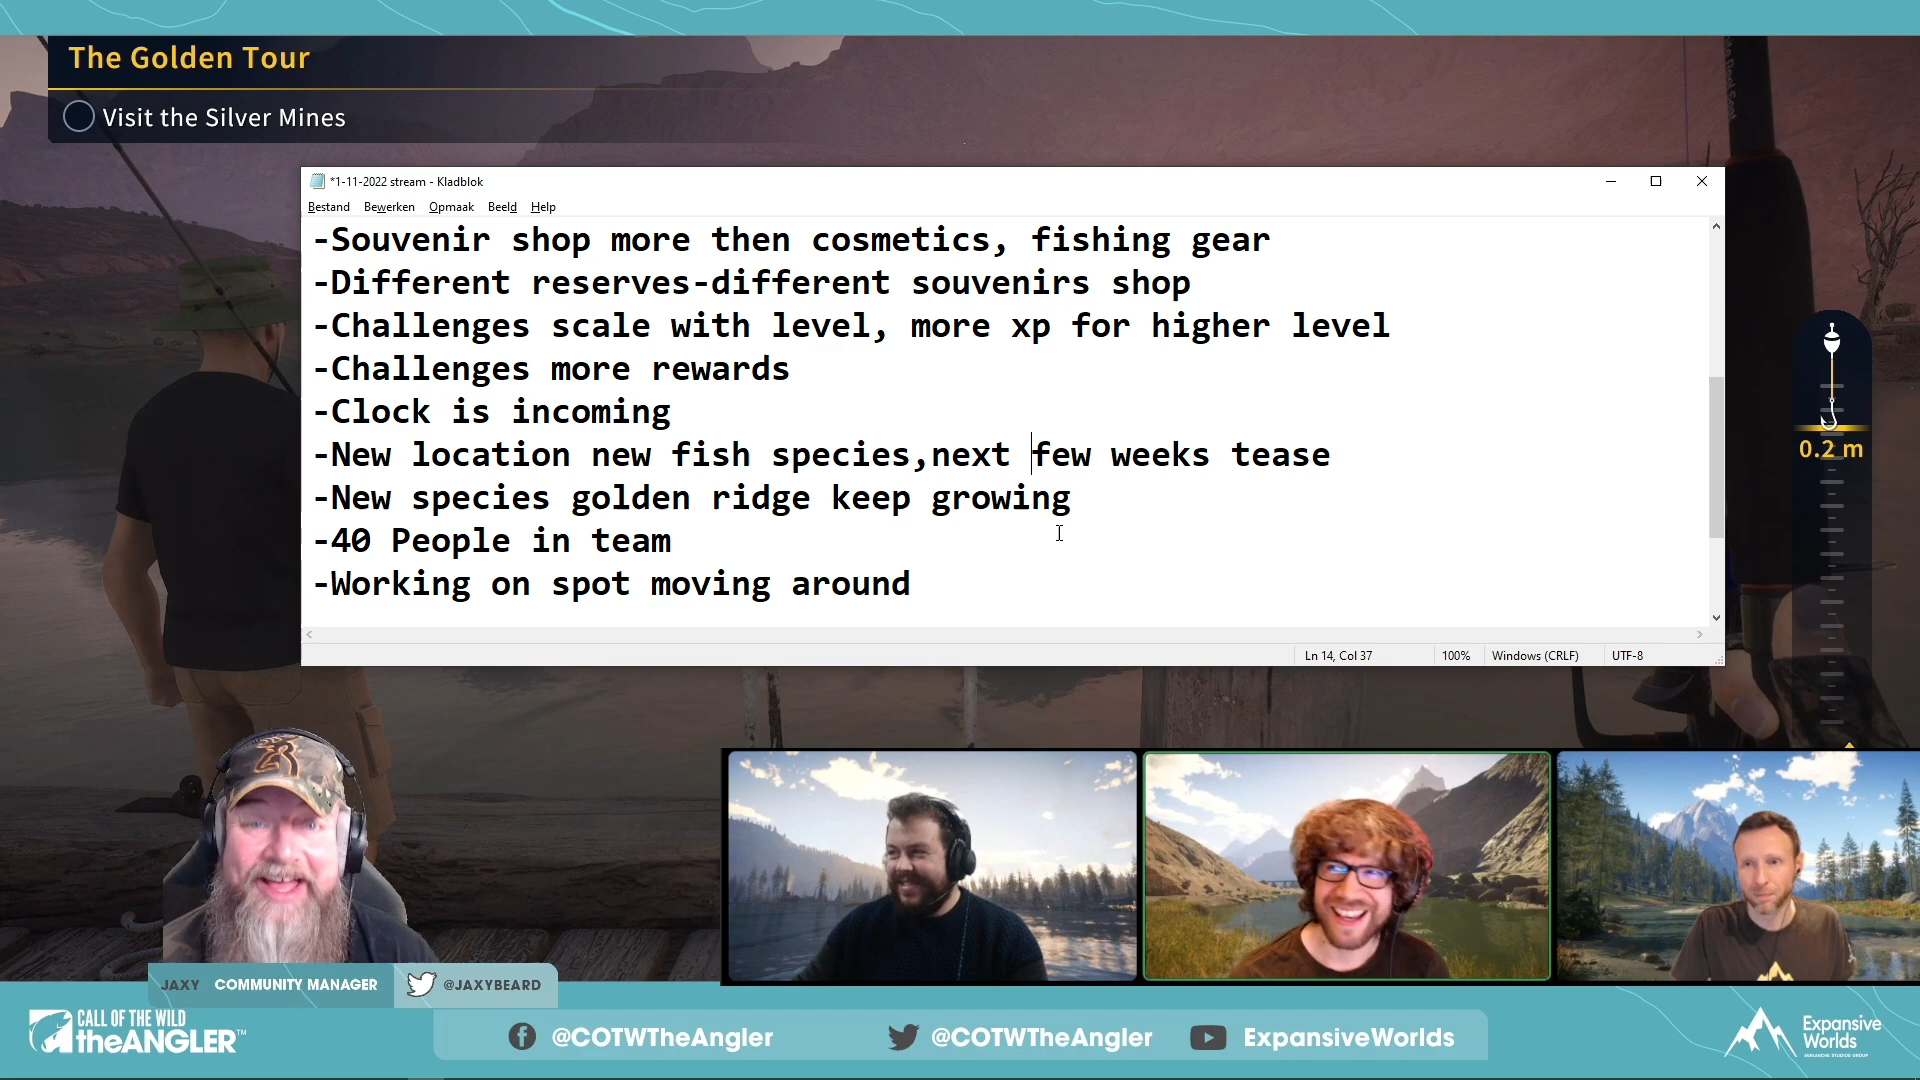 The Golden Tour
Visit the Silver Mines
*1-11-2022 stream - Kladblok
Bestand Bewerken Opmaak Beeld Help
-Souvenir shop more then cosmetics, fishing gear
-Different reserves-different souvenirs shop
-Challenges scale with level, more xp for higher level
-Challenges more rewards
-Clock is incoming
-New location new fish species,next few weeks tease
-New species golden ridge keep growing
-40 People in team
-Working on spot moving around
Ln 14, Col 37 100% Windows (CRLF) UTF-8
0.2 m
JAXY COMMUNITY MANAGER @JAXYBEARD
CALL OF THE WILD
theANGLER™
@COTWTheAngler @COTWTheAngler ExpansiveWorlds
Expansive
Worlds
AVALANCHE STUDIOS GROUP